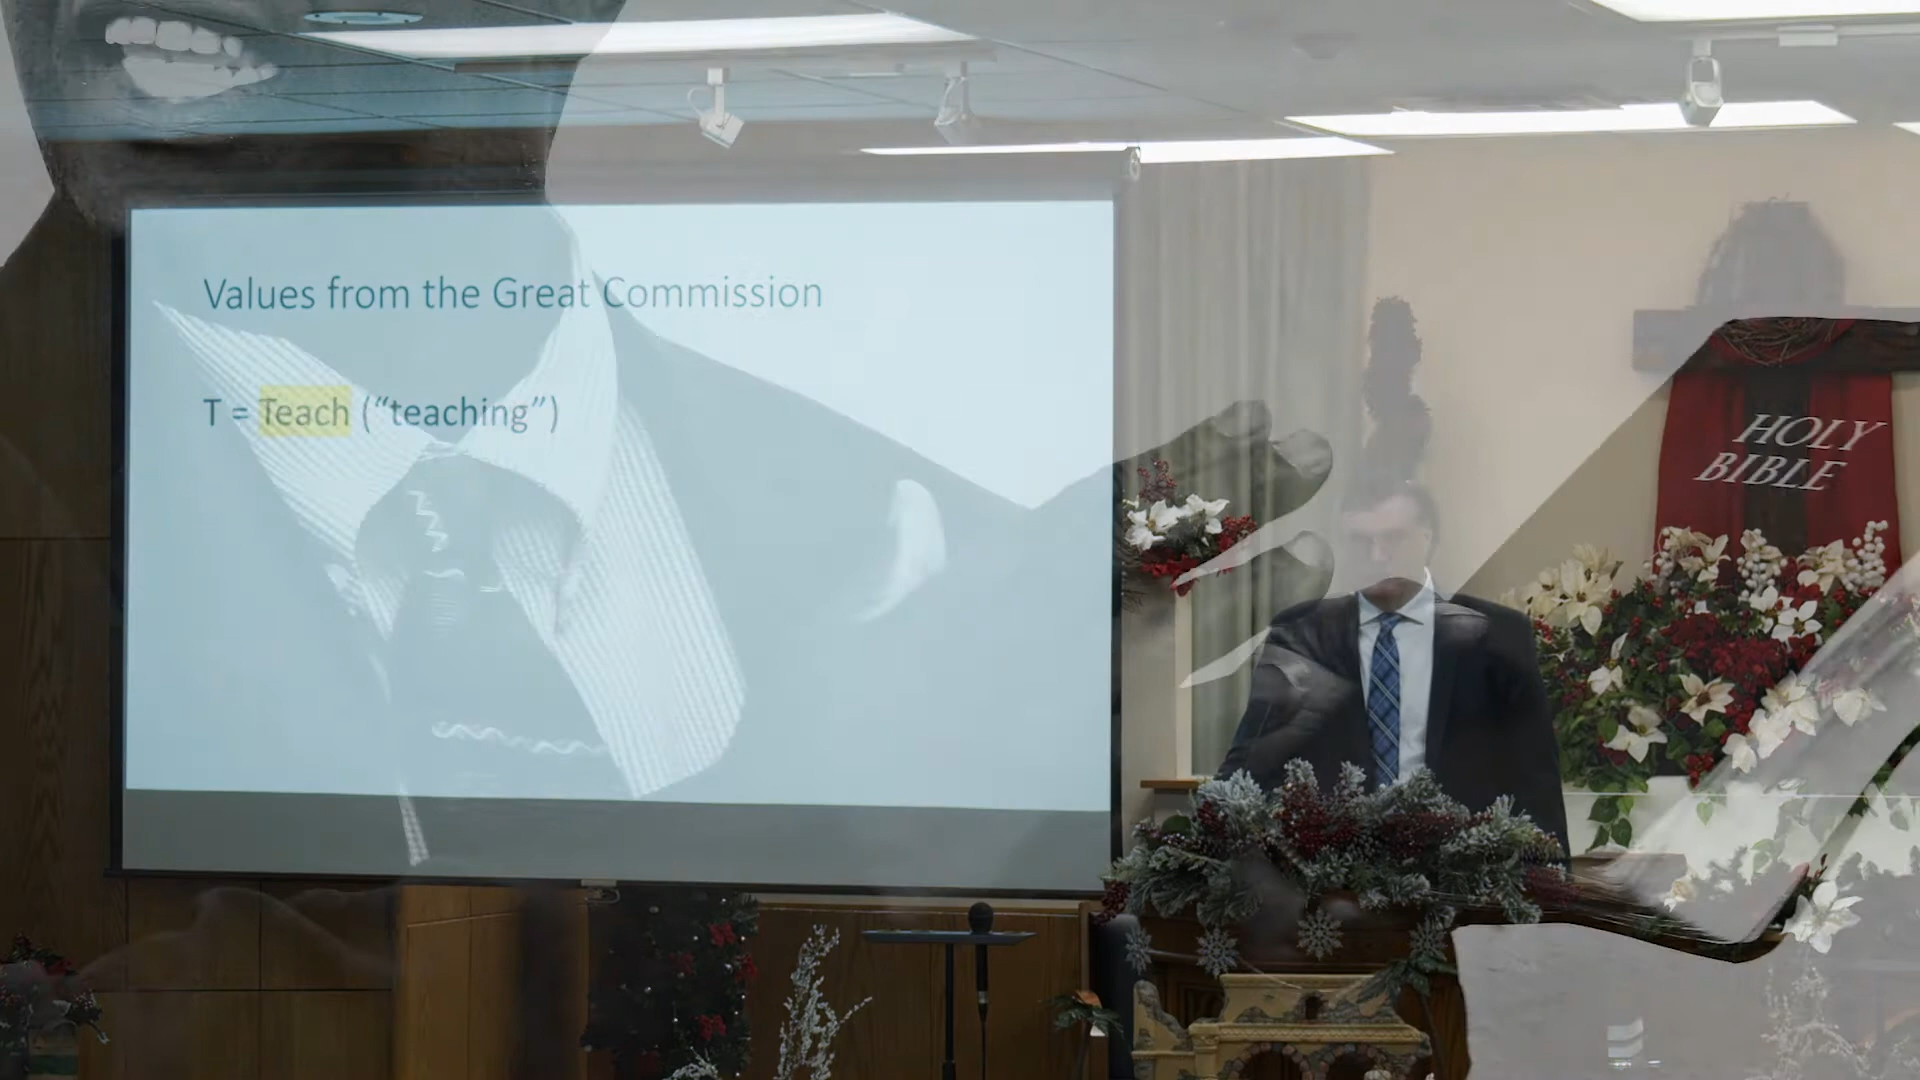 Values from the Great Commission
T = Teach (“teaching”)
HOLY
BIBLE